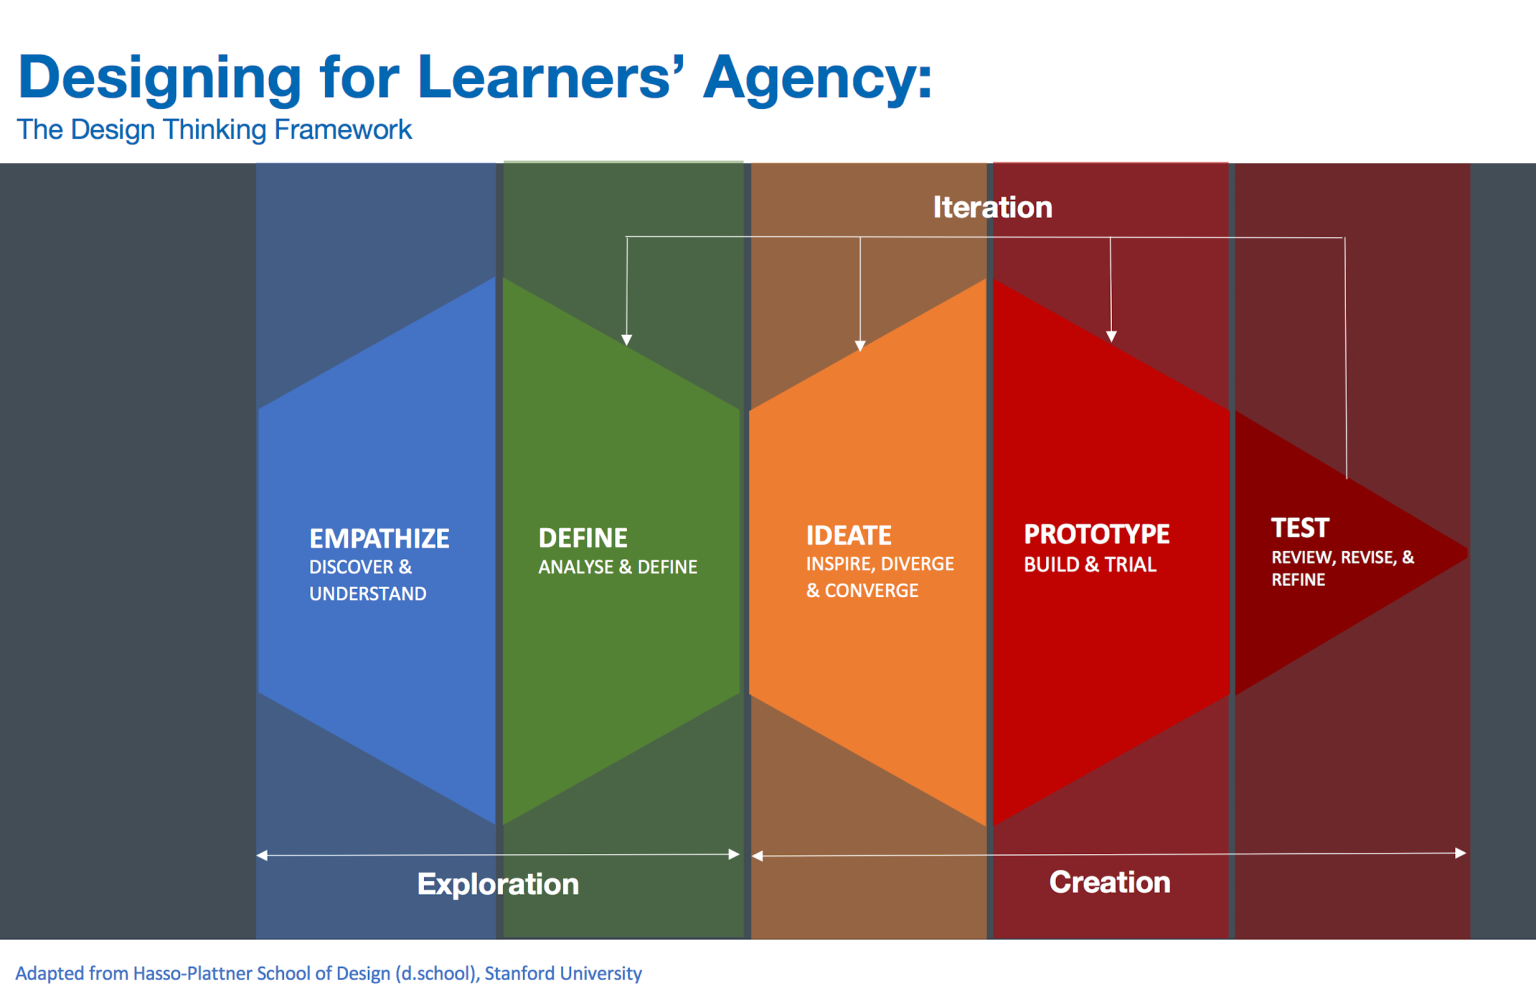 Designing for Learners’ Agency:
The Design Thinking Framework
Iteration
EMPATHIZE
DISCOVER &
UNDERSTAND
DEFINE
ANALYSE & DEFINE
IDEATE
INSPIRE, DIVERGE
& CONVERGE
PROTOTYPE
BUILD & TRIAL
TEST
REVIEW, REVISE, &
REFINE
Exploration
Creation
Adapted from Hasso-Plattner School of Design (d.school), Stanford University